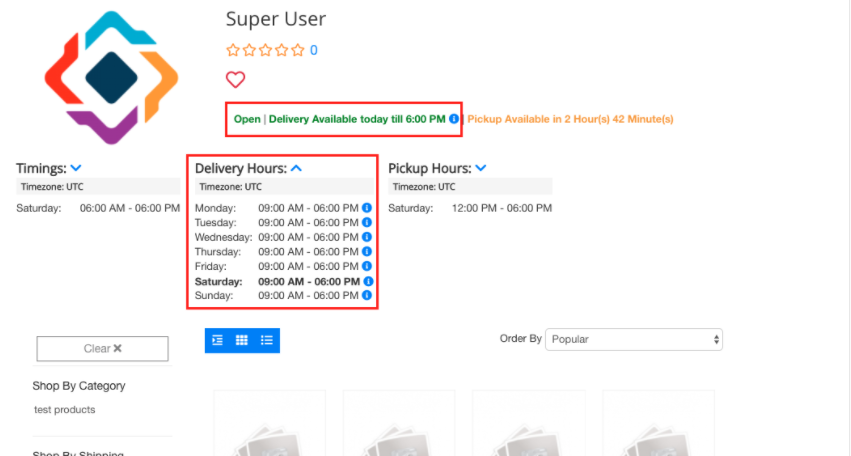 Super User
0
Open | Delivery Available today till 6:00 PM | Pickup Available in 2 Hour(s) 42 Minute(s)
Timings:
Timezone: UTC
Saturday: 06:00 AM - 06:00 PM
Delivery Hours:
Timezone: UTC
Monday: 09:00 AM - 06:00 PM
Tuesday: 09:00 AM - 06:00 PM
Wednesday: 09:00 AM - 06:00 PM
Thursday: 09:00 AM - 06:00 PM
Friday: 09:00 AM - 06:00 PM
Saturday: 09:00 AM - 06:00 PM
Sunday: 09:00 AM - 06:00 PM
Pickup Hours:
Timezone: UTC
Saturday: 12:00 PM - 06:00 PM
Clear
Order By Popular
Shop By Category
test products
Shop By Shipping